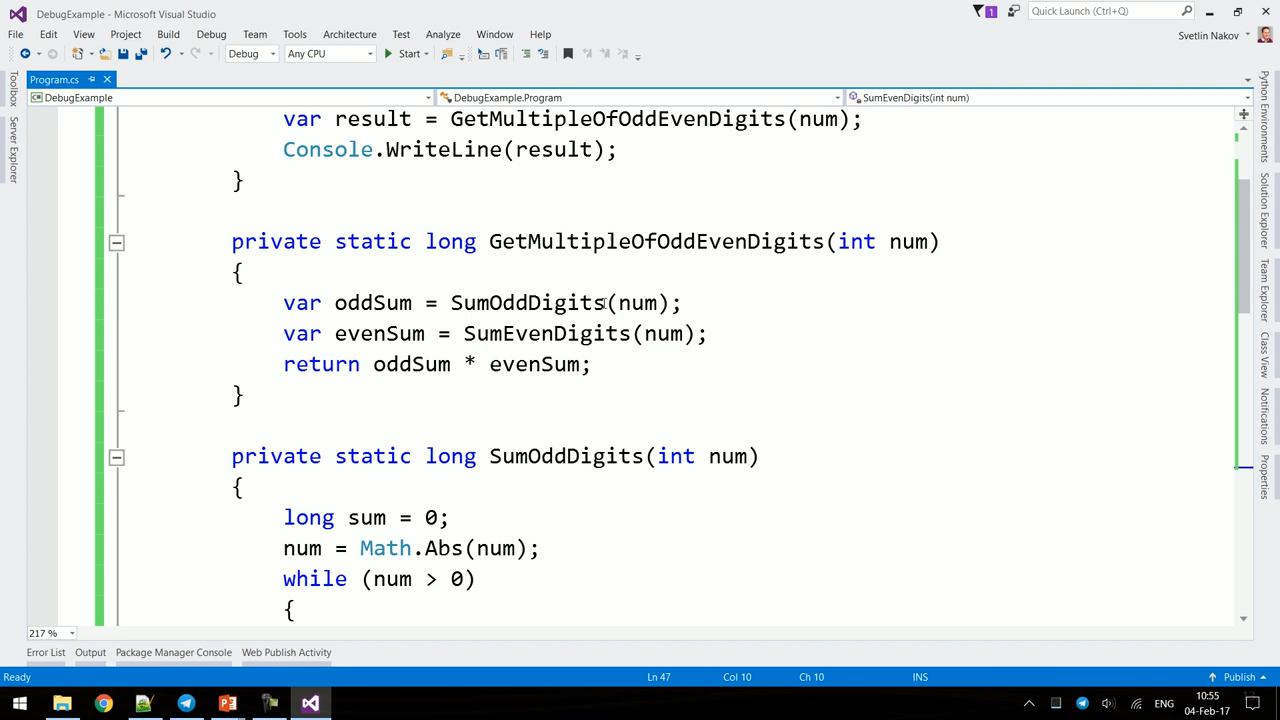 DebugExample - Microsoft Visual Studio
1
Quick Launch (Ctrl+Q)
File Edit View Project Build Debug Team Tools Architecture Test Analyze Window Help
Svetlin Nakov
Debug Any CPU Start
Program.cs
DebugExample DebugExample.Program SumEvenDigits(int num)
Toolbox
Server Explorer
var result = GetMultipleOfOddEvenDigits(num);
Console.WriteLine(result);
}
private static long GetMultipleOfOddEvenDigits(int num)
{
var oddSum = SumOddDigits(num);
var evenSum = SumEvenDigits(num);
return oddSum * evenSum;
}
private static long SumOddDigits(int num)
{
long sum = 0;
num = Math.Abs(num);
while (num > 0)
{
Python Environments
Solution Explorer
Team Explorer
Class View
Notifications
Properties
217 %
Error List Output Package Manager Console Web Publish Activity
Ready Ln 47 Col 10 Ch 10 INS Publish
ENG
10:55
04-Feb-17